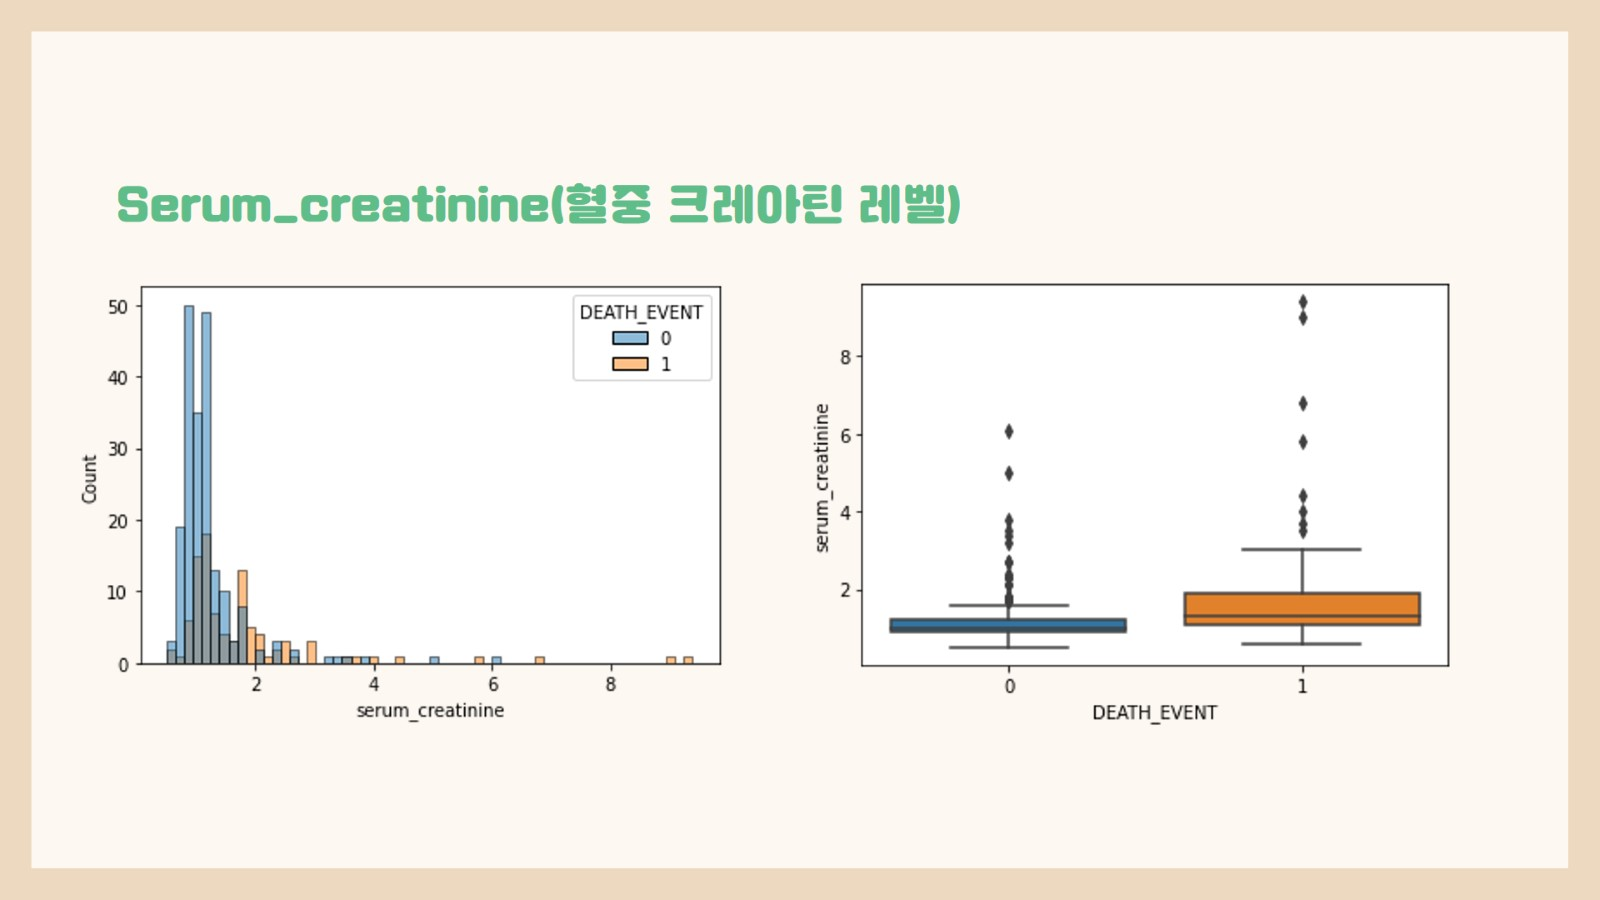 Serum_creatinine(혈중 크레아틴 레벨)
50
40
30
20
10
0
Count
2 4 6 8
serum_creatinine
DEATH_EVENT
0
1
8
6
4
2
serum_creatinine
0 1
DEATH_EVENT